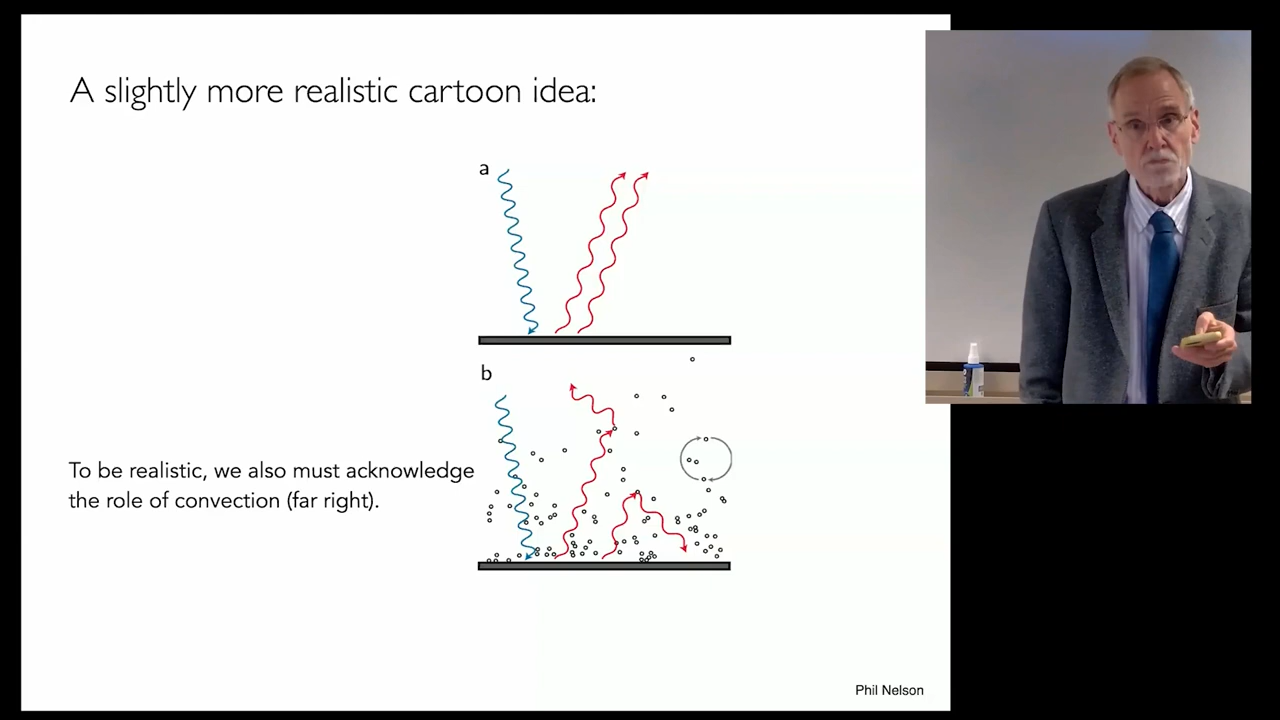 A slightly more realistic cartoon idea:
a
b
To be realistic, we also must acknowledge
the role of convection (far right).
Phil Nelson